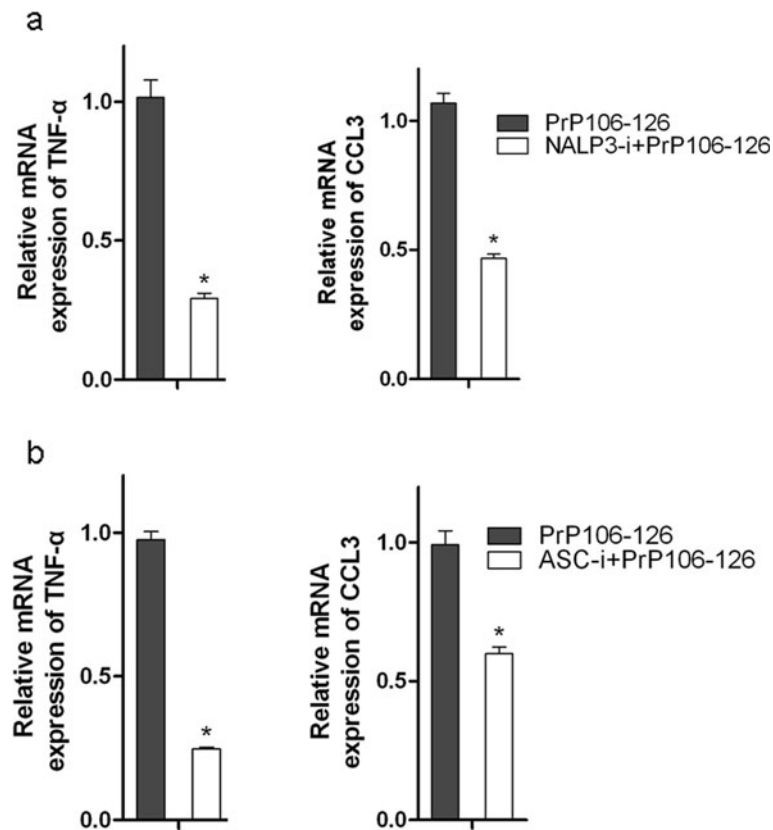 a
Relative mRNA
expression of TNF-α
1.0
0.5
0.0
*
Relative mRNA
expression of CCL3
1.0
0.5
0.0
*
PrP106-126
NALP3-i+PrP106-126
b
Relative mRNA
expression of TNF-α
1.0
0.5
0.0
*
Relative mRNA
expression of CCL3
1.0
0.5
0.0
*
PrP106-126
ASC-i+PrP106-126